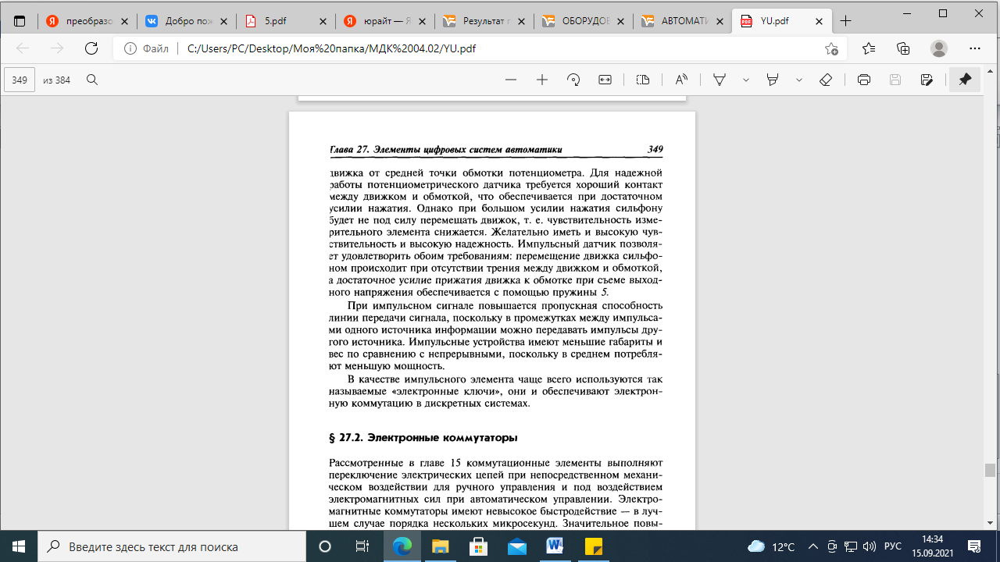 преобразо
Добро пож
5.pdf
юрайт — Я
Результат п
ОБОРУДОВ
АВТОМАТИ
YU.pdf
Файл
C:/Users/PC/Desktop/Моя%20папка/МДК%2004.02/YU.pdf
349 из 384
Глава 27. Элементы цифровых систем автоматики 349
движка от средней точки обмотки потенциометра. Для надежной
работы потенциометрического датчика требуется хороший контакт
между движком и обмоткой, что обеспечивается при достаточном
усилии нажатия. Однако при большом усилии нажатия сильфону
будет не под силу перемещать движок, т. е. чувствительность изме-
рительного элемента снижается. Желательно иметь и высокую чув-
ствительность и высокую надежность. Импульсный датчик позволя-
ет удовлетворить обоим требованиям: перемещение движка сильфо-
ном происходит при отсутствии трения между движком и обмоткой,
а достаточное усилие прижатия движка к обмотке при съеме выход-
ного напряжения обеспечивается с помощью пружины 5.
При импульсном сигнале повышается пропускная способность
линии передачи сигнала, поскольку в промежутках между импульса-
ми одного источника информации можно передавать импульсы дру-
гого источника. Импульсные устройства имеют меньшие габариты и
вес по сравнению с непрерывными, поскольку в среднем потребля-
ют меньшую мощность.
В качестве импульсного элемента чаще всего используются так
называемые «электронные ключи», они и обеспечивают электрон-
ную коммутацию в дискретных системах.
§ 27.2. Электронные коммутаторы
Рассмотренные в главе 15 коммутационные элементы выполняют
переключение электрических цепей при непосредственном механи-
ческом воздействии для ручного управления и под воздействием
электромагнитных сил при автоматическом управлении. Электро-
магнитные коммутаторы имеют невысокое быстродействие — в луч-
шем случае порядка нескольких микросекунд. Значительное повы-
Введите здесь текст для поиска
12°C
РУС
14:34
15.09.2021